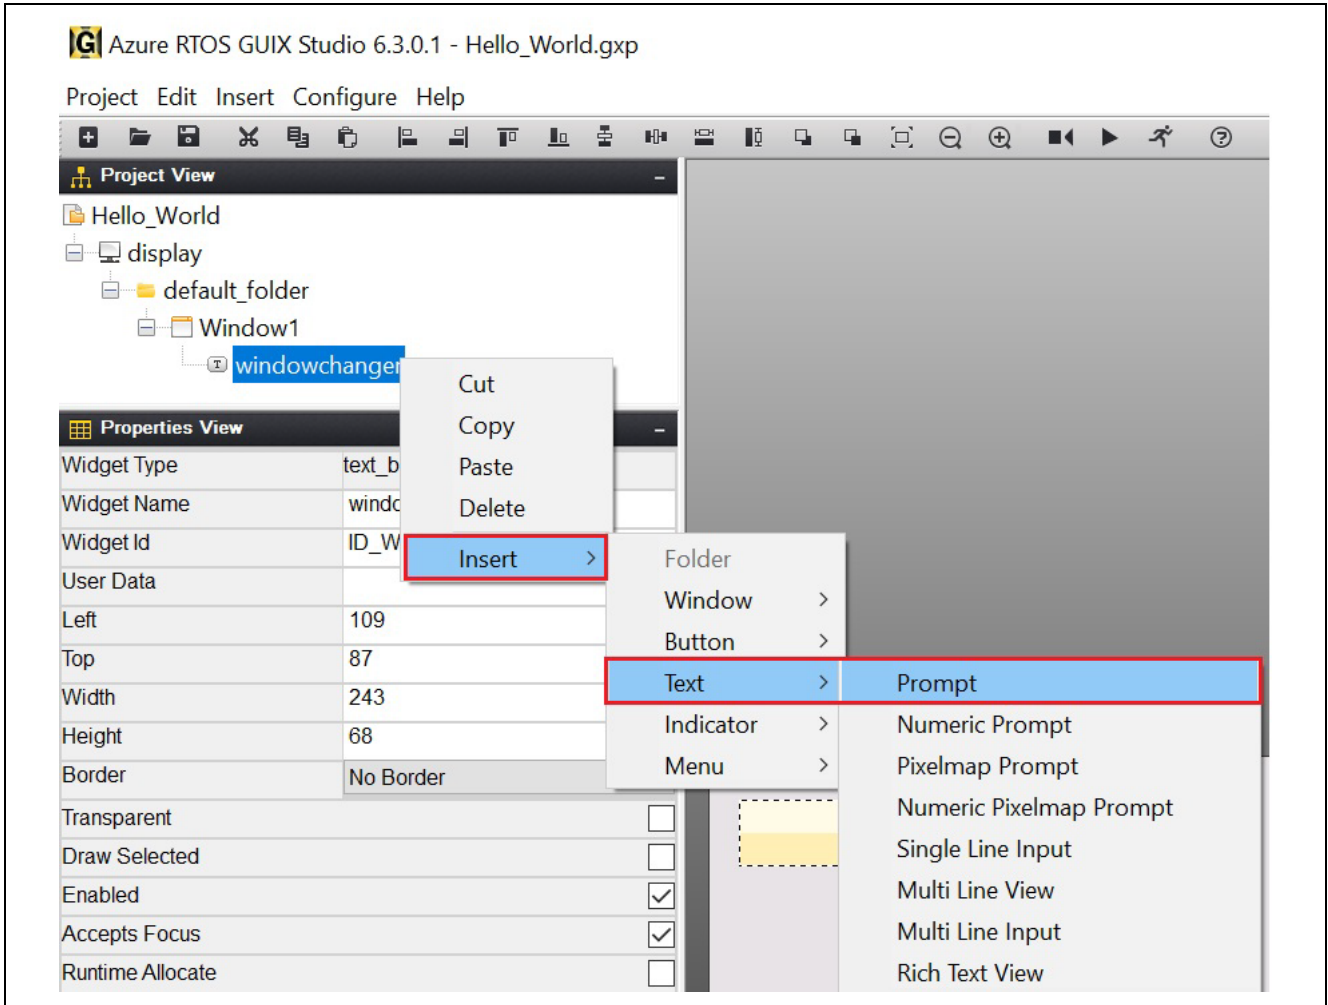 Azure RTOS GUIX Studio 6.3.0.1 - Hello_World.gxp
Project Edit Insert Configure Help
Project View
Hello_World
display
default_folder
Window1
windowchanger
Cut
Copy
Paste
Delete
Insert
Folder
Window
Button
Text
Indicator
Menu
Prompt
Numeric Prompt
Pixelmap Prompt
Numeric Pixelmap Prompt
Single Line Input
Multi Line View
Multi Line Input
Rich Text View
Properties View
Widget Type text_b
Widget Name windo
Widget Id ID_W
User Data
Left 109
Top 87
Width 243
Height 68
Border No Border
Transparent
Draw Selected
Enabled
Accepts Focus
Runtime Allocate